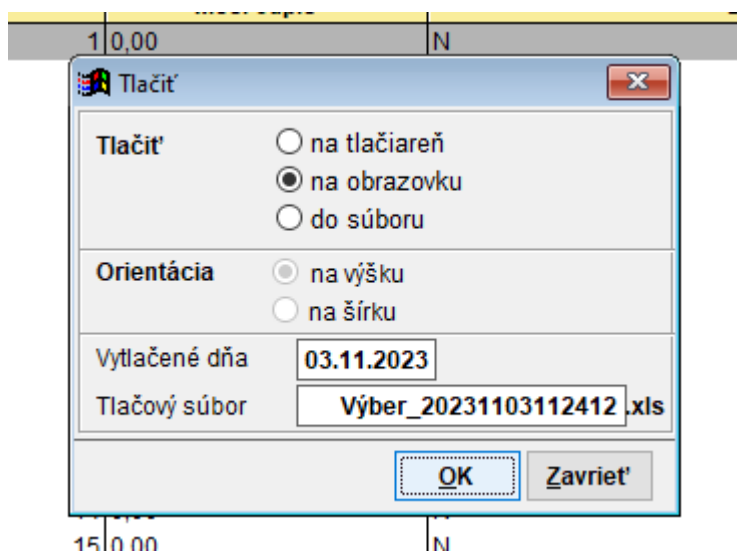 1 0,00 N
Tlačiť
Tlačiť na tlačiareň
na obrazovku
do súboru
Orientácia na výšku
na šírku
Vytlačené dňa 03.11.2023
Tlačový súbor Výber_20231103112412 .xls
OK Zavrieť
15 0,00 N